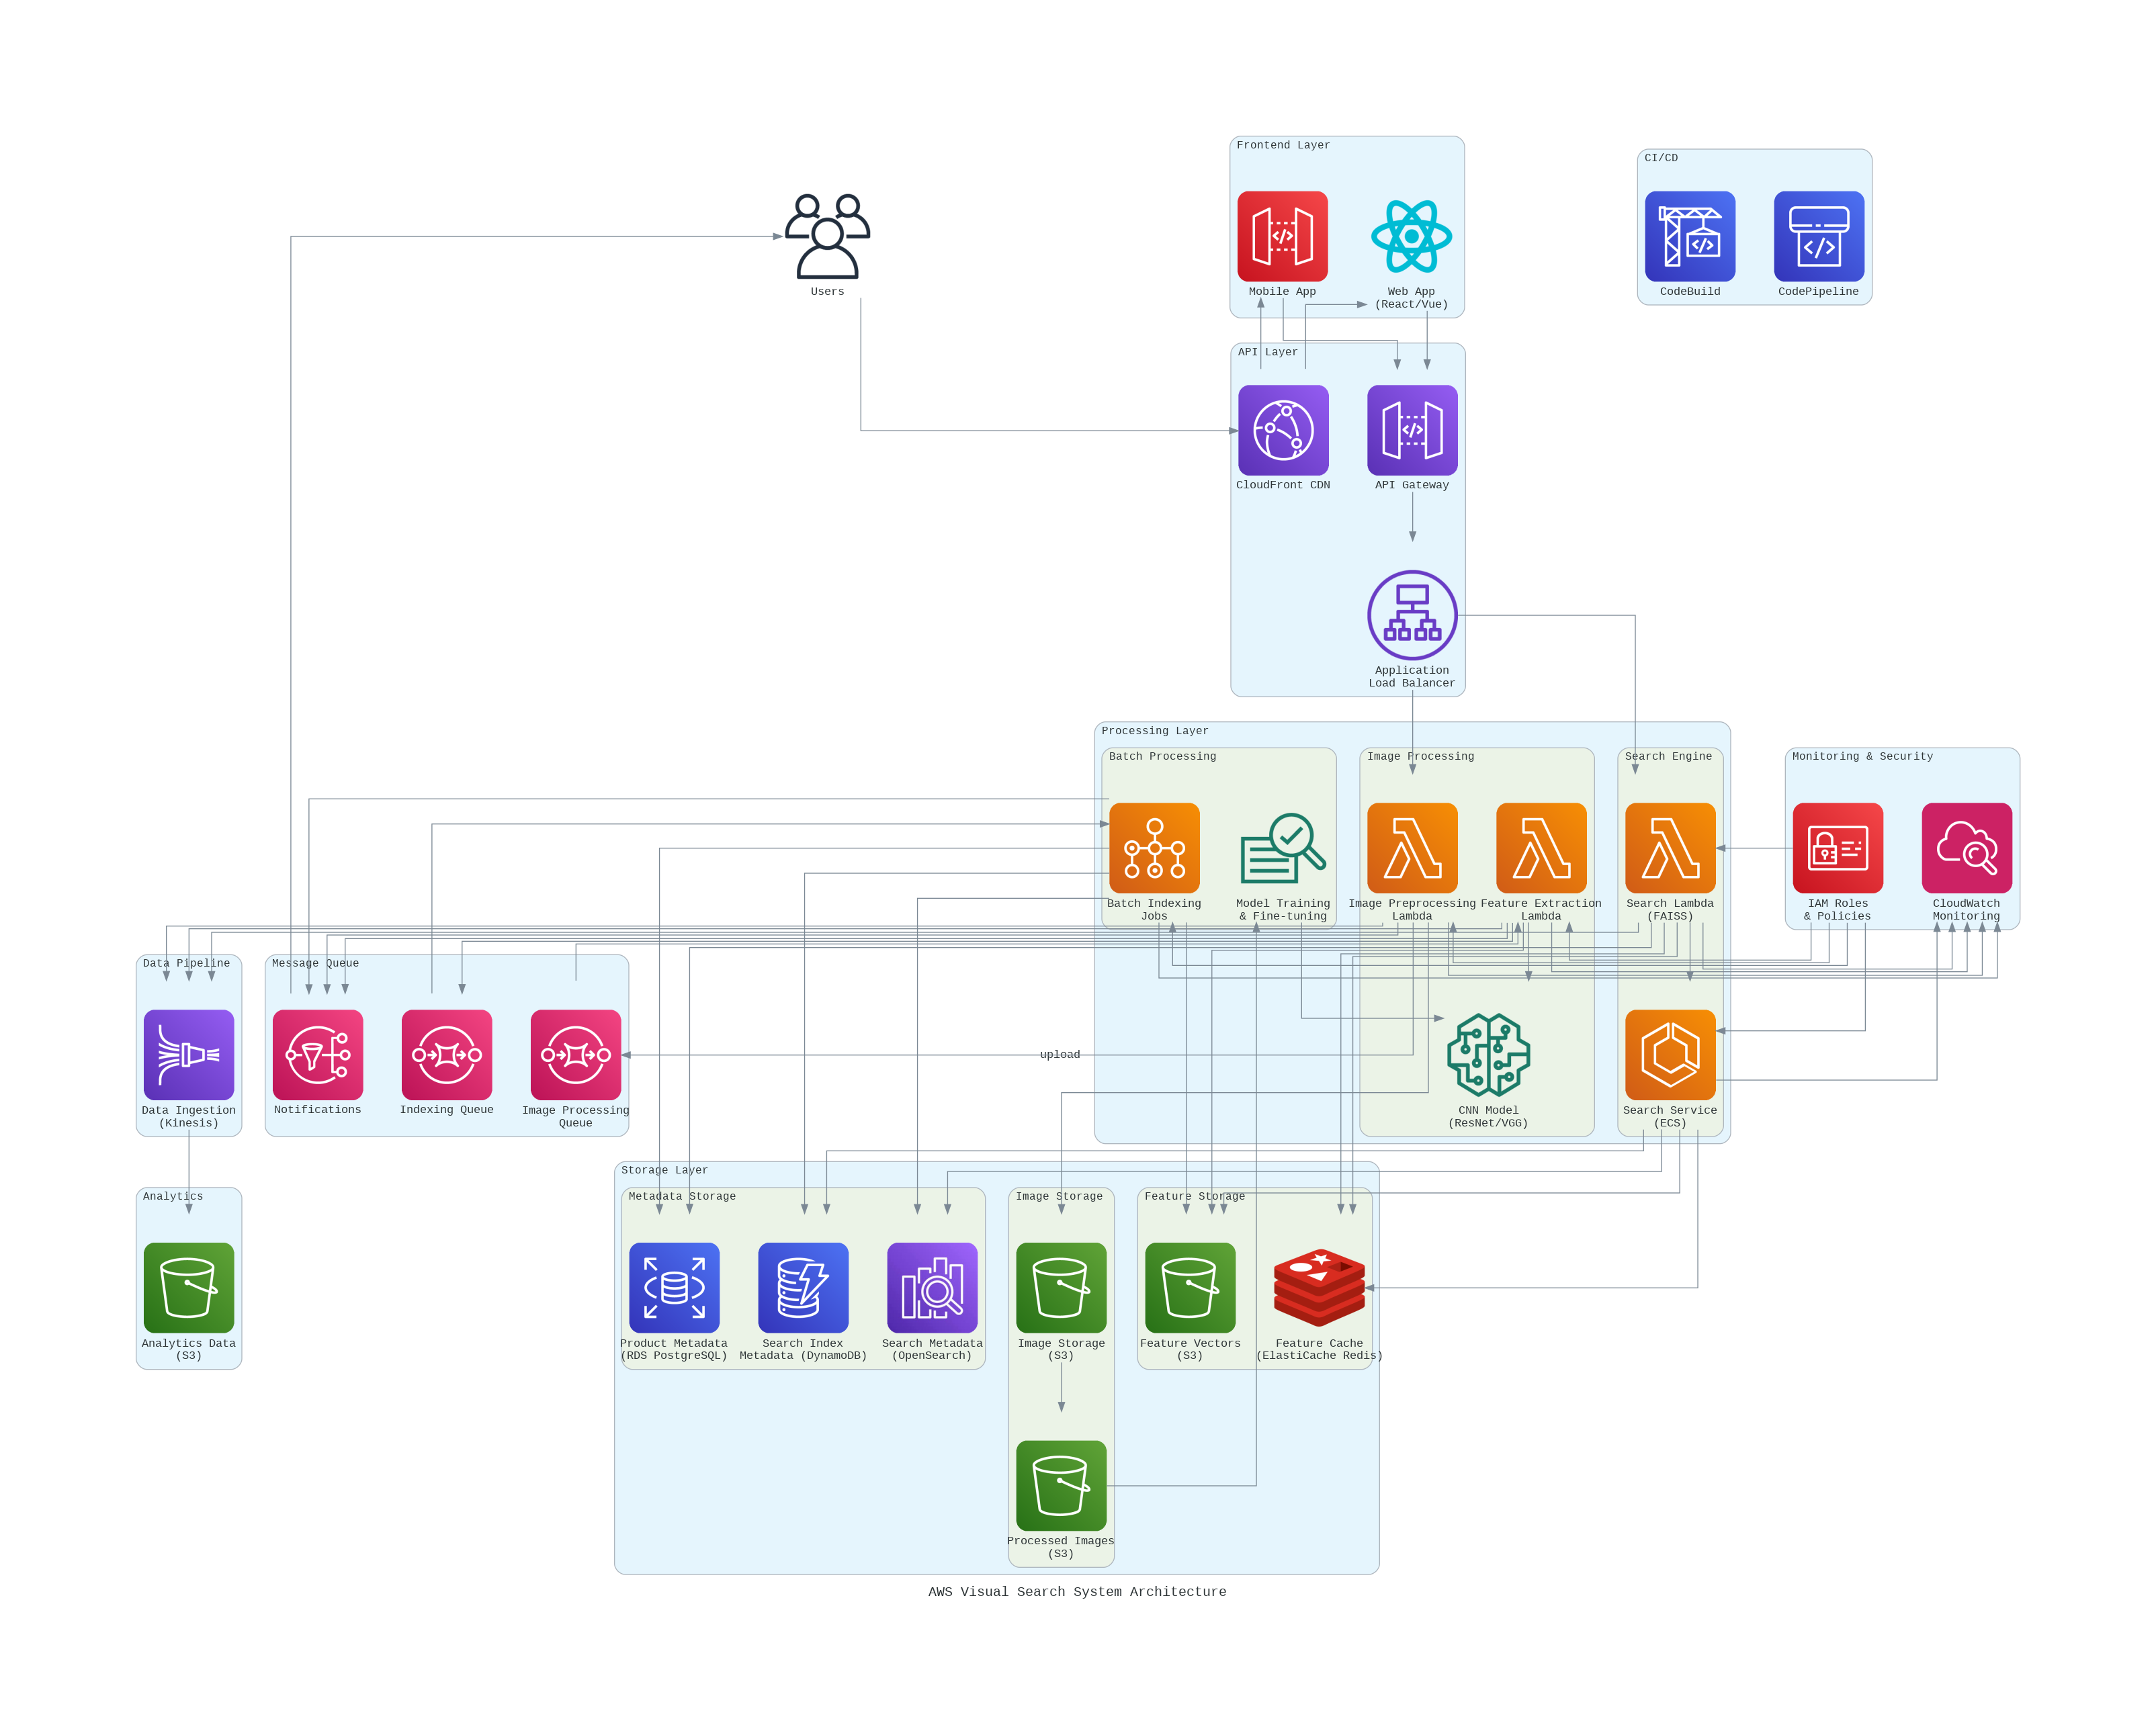 Frontend Layer
CI/CD
Users
Mobile App
Web App
(React/Vue)
CodeBuild
CodePipeline
API Layer
CloudFront CDN
API Gateway
Application
Load Balancer
Processing Layer
Batch Processing
Image Processing
Search Engine
Monitoring & Security
Batch Indexing
Jobs
Model Training
& Fine-tuning
Image Preprocessing
Lambda
Feature Extraction
Lambda
Search Lambda
(FAISS)
IAM Roles
& Policies
CloudWatch
Monitoring
Data Pipeline
Message Queue
upload
Data Ingestion
(Kinesis)
Notifications
Indexing Queue
Image Processing
Queue
CNN Model
(ResNet/VGG)
Search Service
(ECS)
Storage Layer
Analytics
Metadata Storage
Image Storage
Feature Storage
Analytics Data
(S3)
Product Metadata
(RDS PostgreSQL)
Search Index
Metadata (DynamoDB)
Search Metadata
(OpenSearch)
Image Storage
(S3)
Feature Vectors
(S3)
Feature Cache
(ElastiCache Redis)
Processed Images
(S3)
AWS Visual Search System Architecture